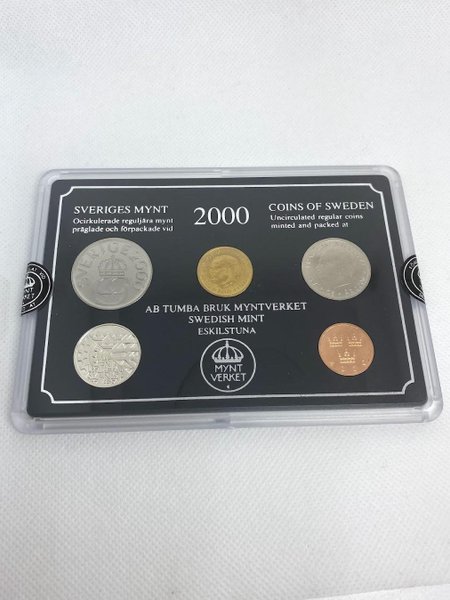 SVERIGES MYNT
Ocirkulerade reguljära mynt
präglade och förpackade vid
2000
COINS OF SWEDEN
Uncirculated regular coins
minted and packed at
SVERIGE 2000
AB TUMBA BRUK MYNTVERKET
SWEDISH MINT
ESKILSTUNA
MYNT
VERKET